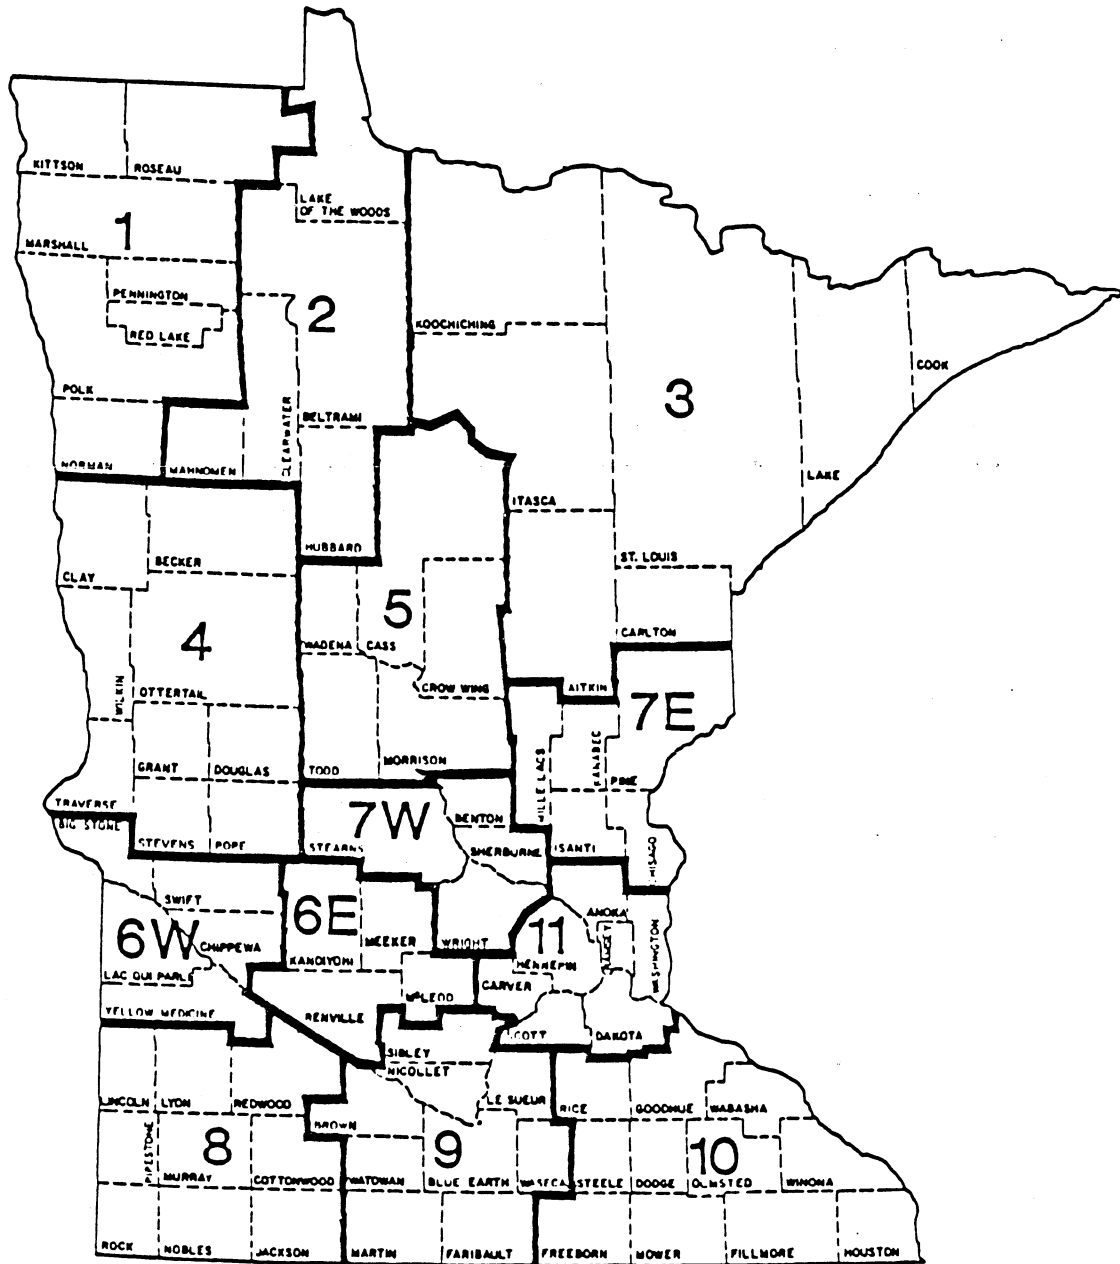 KITTSON
ROSEAU
LAKE
OF THE WOODS
1
MARSHALL
PENNINGTON
2
RED LAKE
KOOCHICHING
COOK
POLK
3
BELTRAMI
CLEARWATER
NORMAN
MAHNOMEN
LAKE
ITASCA
HUBBARD
BECKER
ST. LOUIS
CLAY
5
4
WADENA
CASS
CARLTON
WILKIN
OTTERTAIL
CROW WING
AITKIN
7E
GRANT
DOUGLAS
TODD
MORRISON
MILLE LACS
KANABEC
PINE
TRAVERSE
BIG STONE
7W
BENTON
STEVENS
POPE
STEARNS
SHERBURNE
ISANTI
CHISAGO
SWIFT
6E
ANOKA
6W
CHIPPEWA
MEEKER
WRIGHT
11
RAMSEY
WASHINGTON
KANDIYOHI
HENNEPIN
LAC QUI PARLE
CARVER
McLEOD
YELLOW MEDICINE
RENVILLE
SCOTT
DAKOTA
SIBLEY
NICOLLET
LINCOLN
LYON
REDWOOD
LE SUEUR
RICE
GOODHUE
WABASHA
BROWN
PIPESTONE
8
9
10
MURRAY
COTTONWOOD
WATOWAN
BLUE EARTH
WASECA
STEELE
DODGE
OLMSTED
WINONA
ROCK
NOBLES
JACKSON
MARTIN
FARIBAULT
FREEBORN
MOWER
FILLMORE
HOUSTON